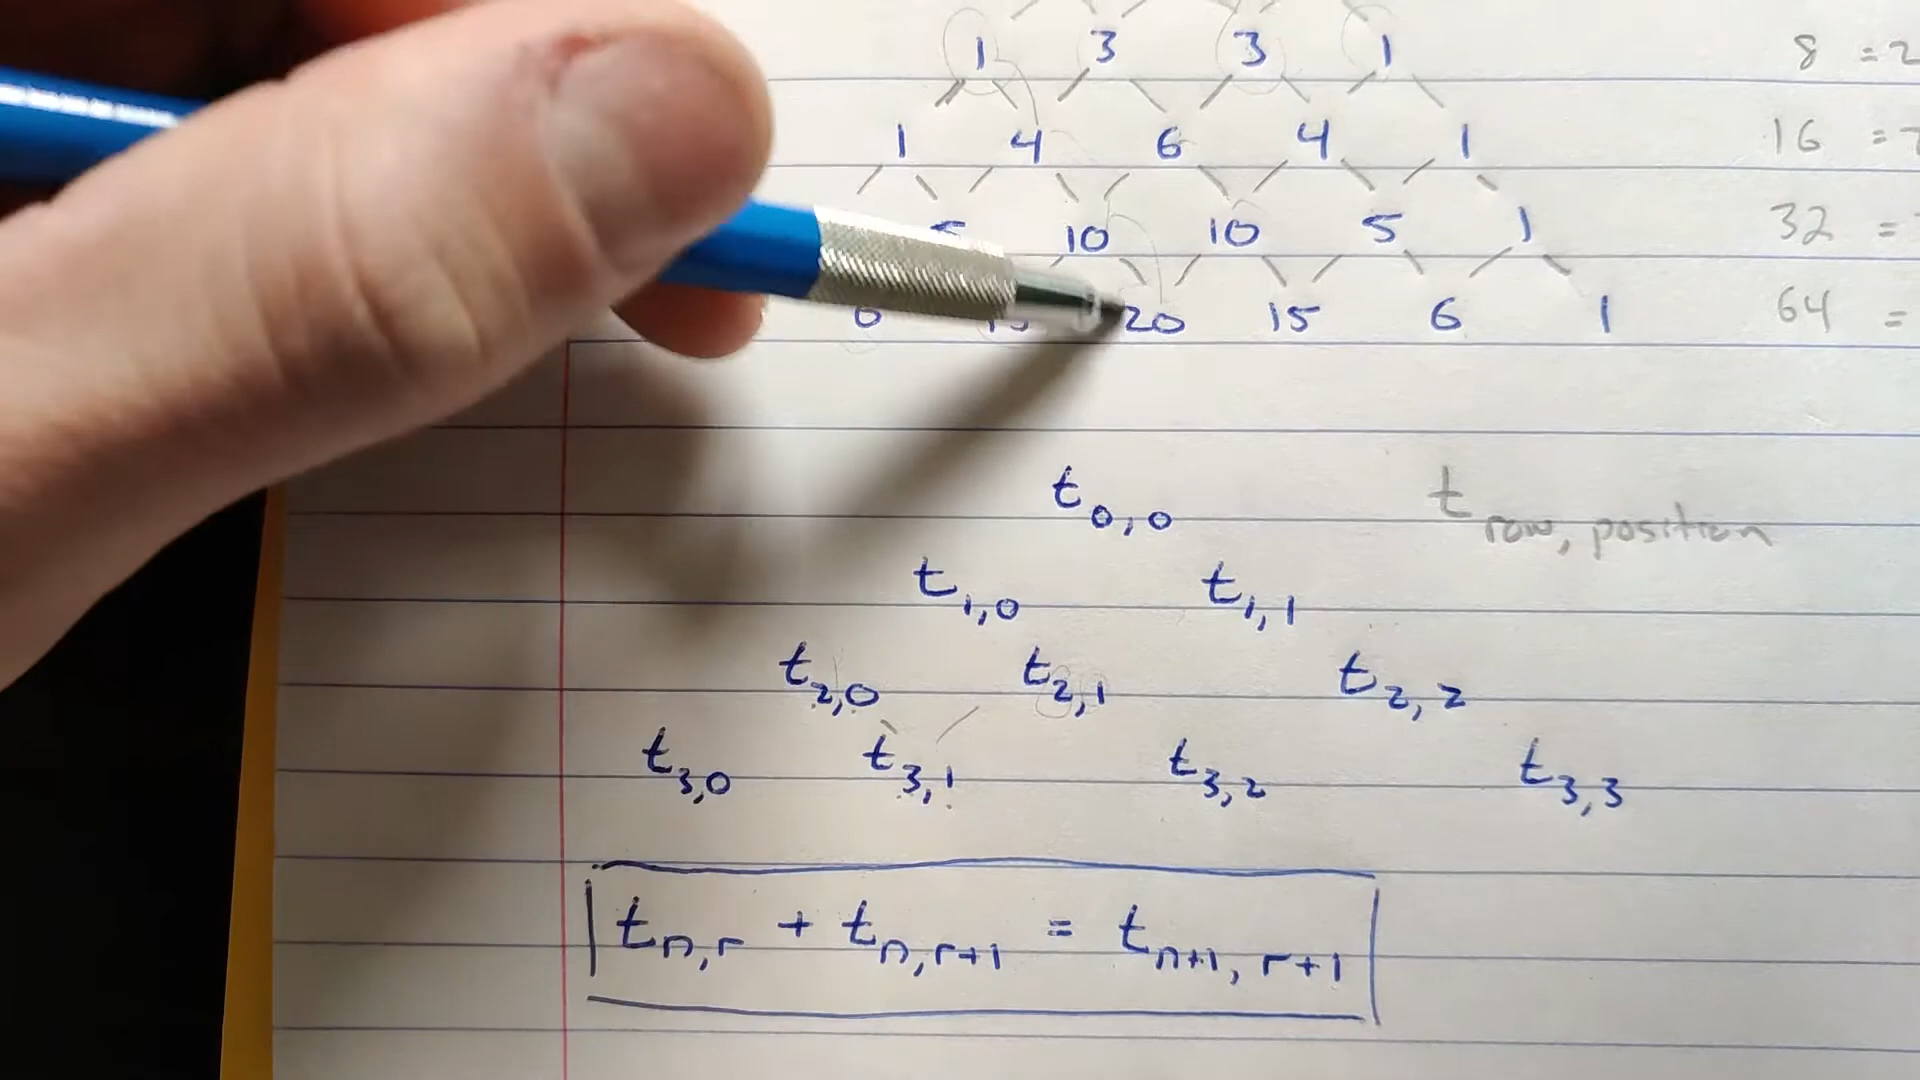 1 3 3 1 8 =2
1 4 6 4 1 16 =
10 10 5 1 32 =
20 15 6 1 64 =
t0,0 t row, position
t1,0 t1,1
t2,0 t2,1 t2,2
t3,0 t3,1 t3,2 t3,3
tn,r + tn,r+1 = tn+1, r+1